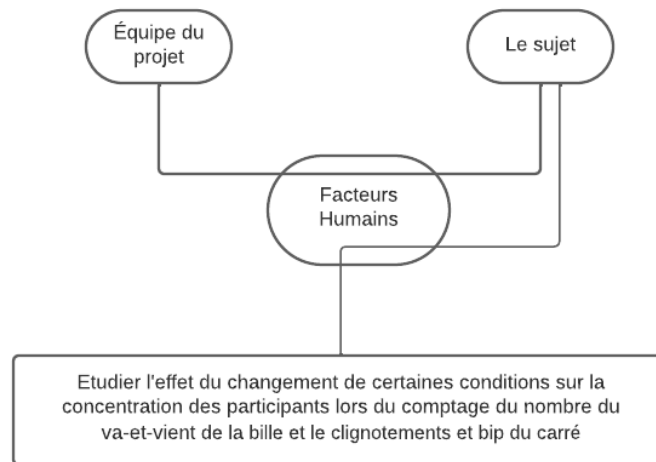 Équipe du
projet
Le sujet
Facteurs
Humains
Etudier l'effet du changement de certaines conditions sur la
concentration des participants lors du comptage du nombre du
va-et-vient de la bille et le clignotements et bip du carré